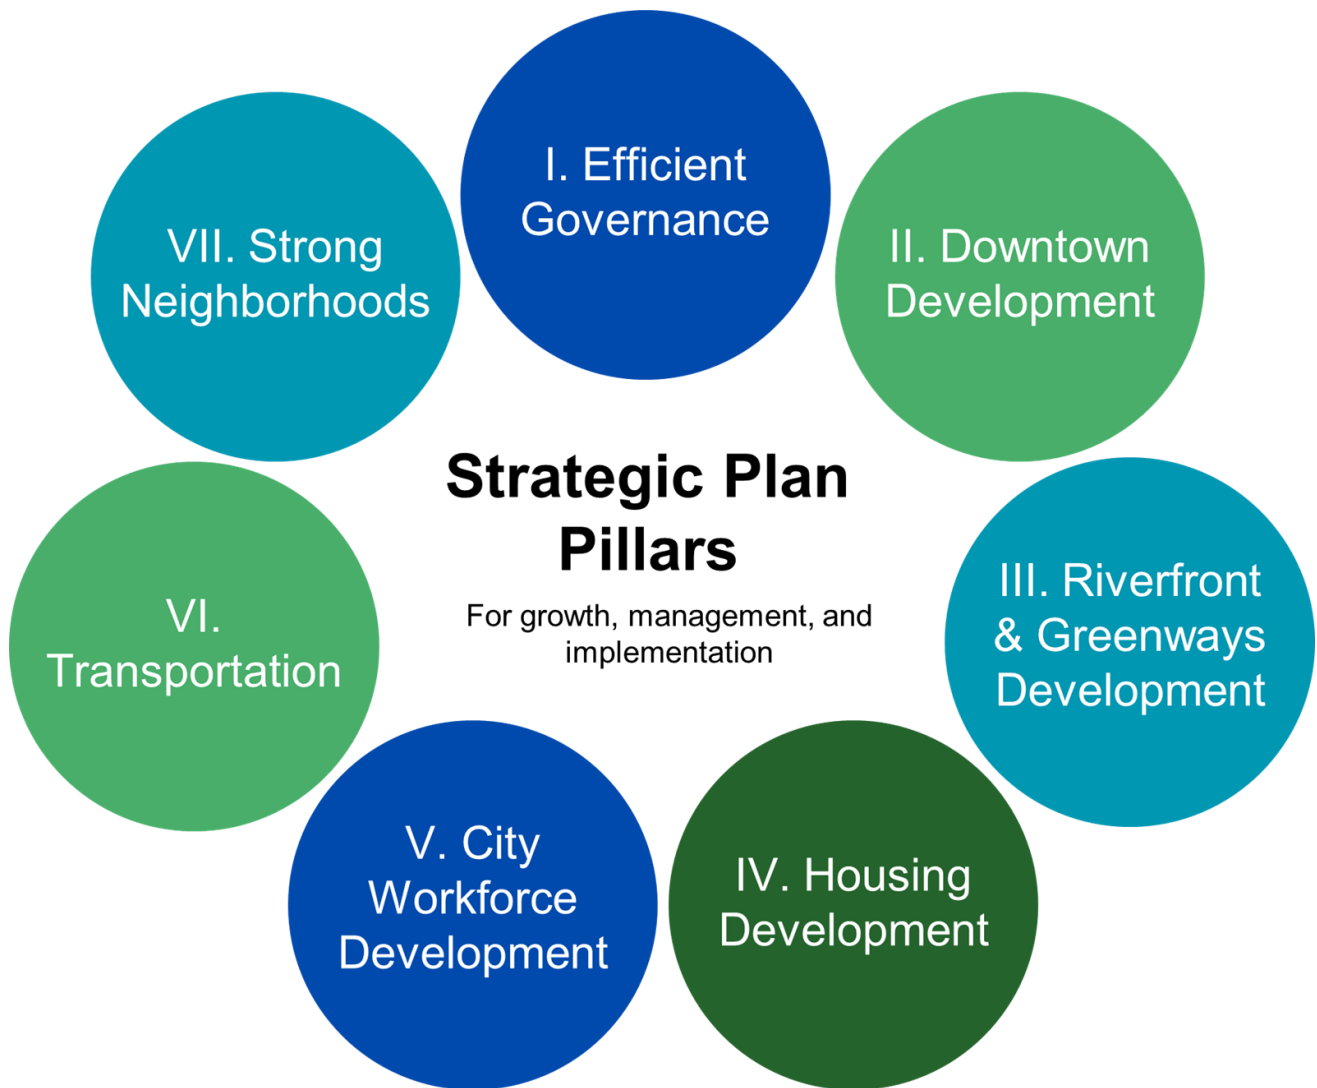 I. Efficient
Governance
II. Downtown
Development
III. Riverfront
& Greenways
Development
IV. Housing
Development
V. City
Workforce
Development
VI.
Transportation
VII. Strong
Neighborhoods
Strategic Plan
Pillars
For growth, management, and
implementation